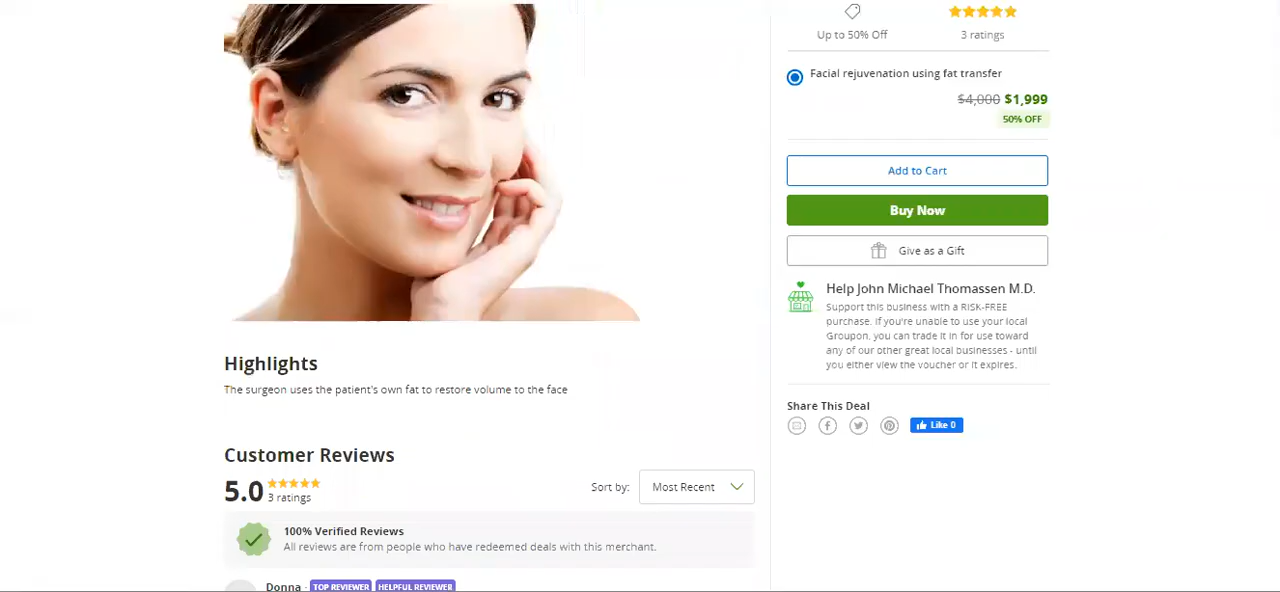 Up to 50% Off
3 ratings
Facial rejuvenation using fat transfer
$4,000 $1,999
50% OFF
Add to Cart
Buy Now
Give as a Gift
Help John Michael Thomassen M.D.
Support this business with a RISK-FREE
purchase. If you're unable to use your local
Groupon, you can trade it in for use toward
any of our other great local businesses - until
you either view the voucher or it expires.
Share This Deal
Like 0
Highlights
The surgeon uses the patient's own fat to restore volume to the face
Customer Reviews
5.0
3 ratings
Sort by: Most Recent
100% Verified Reviews
All reviews are from people who have redeemed deals with this merchant.
Donna · TOP REVIEWER HELPFUL REVIEWER